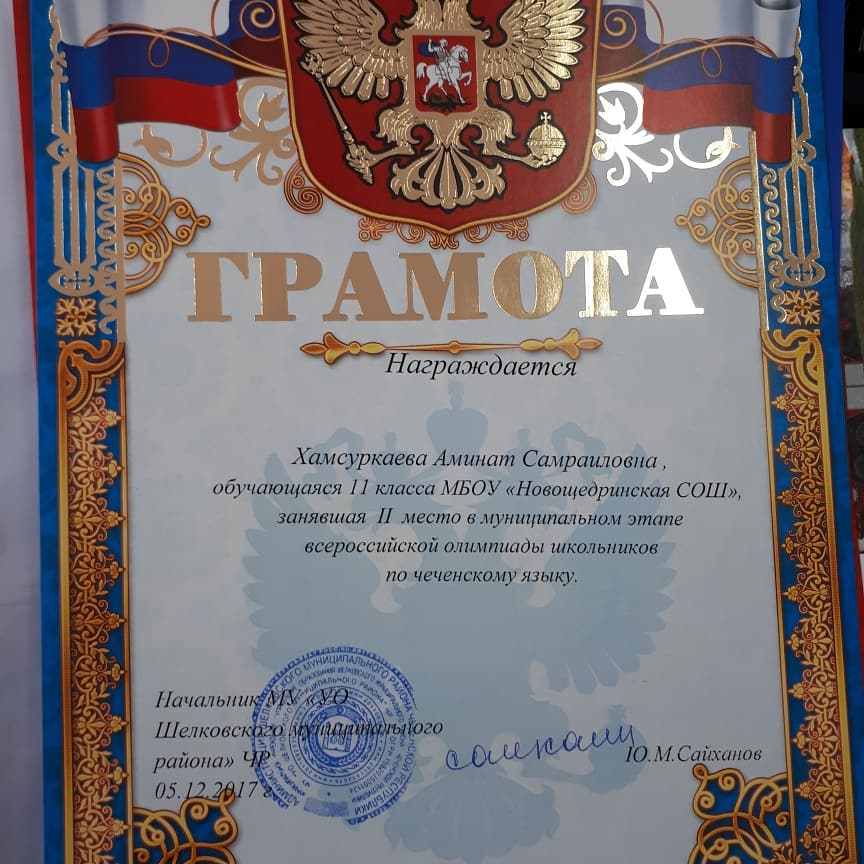 ГРАМОТА
Награждается
Хамсуркаева Аминат Самраиловна ,
обучающаяся 11 класса МБОУ «Новощедринская СОШ»,
занявшая II место в муниципальном этапе
всероссийской олимпиады школьников
по чеченскому языку.
Начальник МУ «УО
Шелковского муниципального
района» ЧР
05.12.2017 г
Ю.М.Сайханов